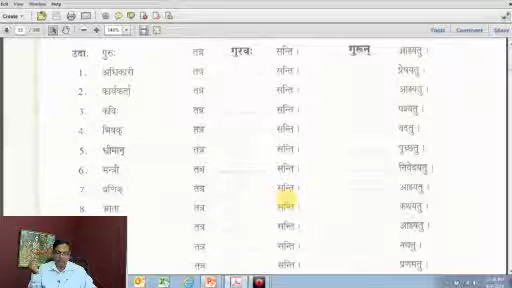 Edit View Window Help
Create
Tools Comment
उदा. गुरुः तत्र गुरवः सन्ति । गुरून् आह्वयतु ।
1. अधिकारी तत्र सन्ति । प्रेषयतु ।
2. कार्यकर्ता तत्र सन्ति । आह्वयतु ।
3. कविः तत्र सन्ति । पश्यतु ।
4. भिषक् तत्र सन्ति । वदतु ।
5. श्रीमान् तत्र सन्ति । पृच्छतु ।
6. मन्त्री तत्र सन्ति । निवेदयतु ।
7. वणिक् तत्र सन्ति । आह्वयतु ।
8. भ्राता तत्र सन्ति । कथयतु ।
तत्र सन्ति । आह्वयतु ।
तत्र सन्ति । नयतु ।
तत्र सन्ति । प्रणमतु ।